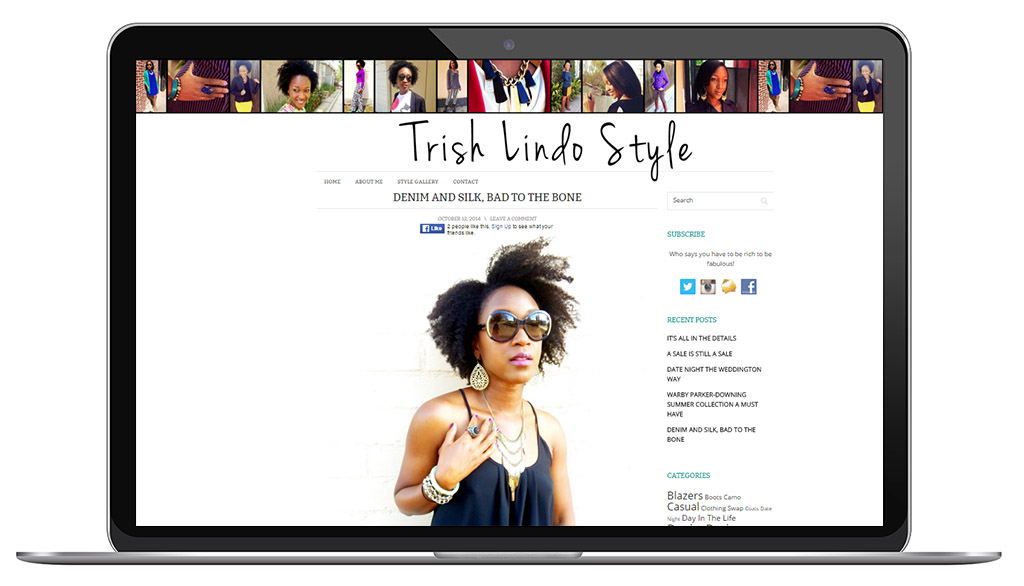 Trish Lindo Style
HOME ABOUT ME STYLE GALLERY CONTACT
DENIM AND SILK, BAD TO THE BONE
OCTOBER 12, 2014 \ LEAVE A COMMENT
Like 2 people like this. Sign Up to see what your
friends like.
Search
SUBSCRIBE
Who says you have to be rich to be
fabulous!
RECENT POSTS
IT'S ALL IN THE DETAILS
A SALE IS STILL A SALE
DATE NIGHT THE WEDDINGTON
WAY
WARBY PARKER-DOWNING
SUMMER COLLECTION A MUST
HAVE
DENIM AND SILK, BAD TO THE
BONE
CATEGORIES
Blazers Boots Camo
Casual Clothing Swap Coats Date
Night Day In The Life